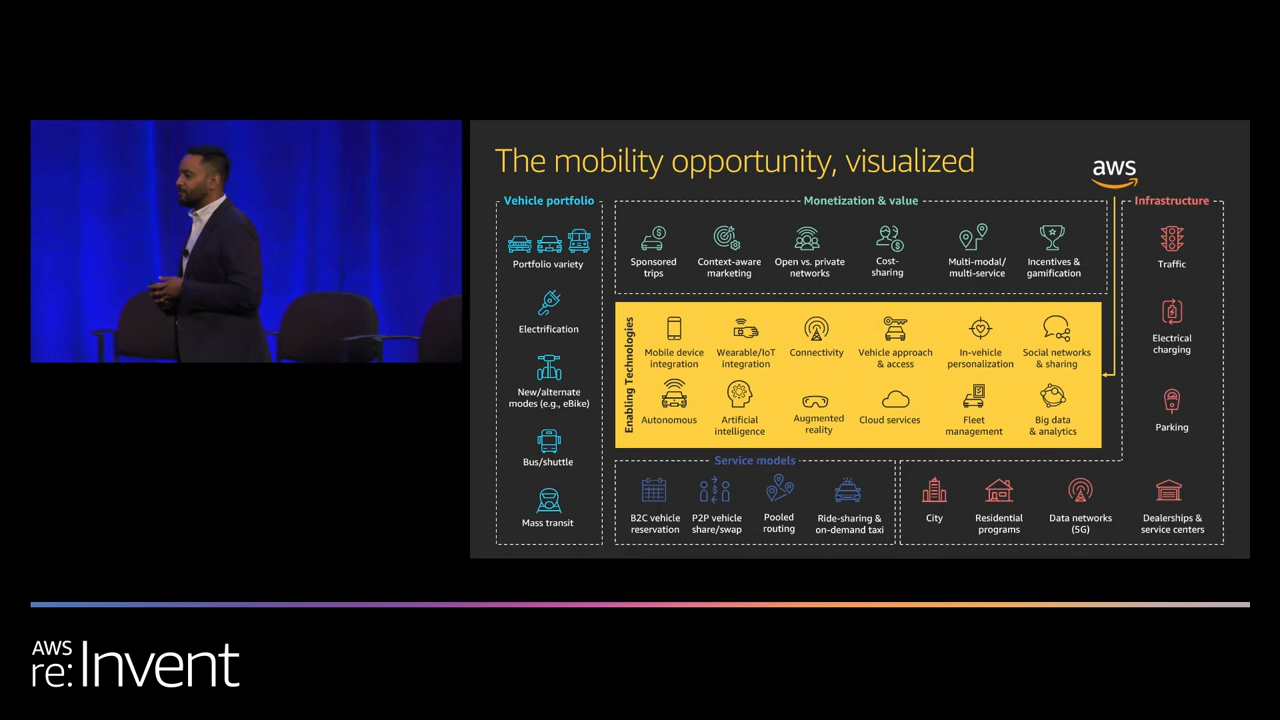 The mobility opportunity, visualized
aws
Vehicle portfolio
Portfolio variety
Electrification
New/alternate
modes (e.g., eBike)
Bus/shuttle
Mass transit
Monetization & value
Sponsored
trips
Context-aware
marketing
Open vs. private
networks
Cost-
sharing
Multi-modal/
multi-service
Incentives &
gamification
Enabling Technologies
Mobile device
integration
Wearable/IoT
integration
Connectivity
Vehicle approach
& access
In-vehicle
personalization
Social networks
& sharing
Autonomous
Artificial
intelligence
Augmented
reality
Cloud services
Fleet
management
Big data
& analytics
Service models
B2C vehicle
reservation
P2P vehicle
share/swap
Pooled
routing
Ride-sharing &
on-demand taxi
Infrastructure
Traffic
Electrical
charging
Parking
City
Residential
programs
Data networks
(5G)
Dealerships &
service centers
AWS
re:Invent